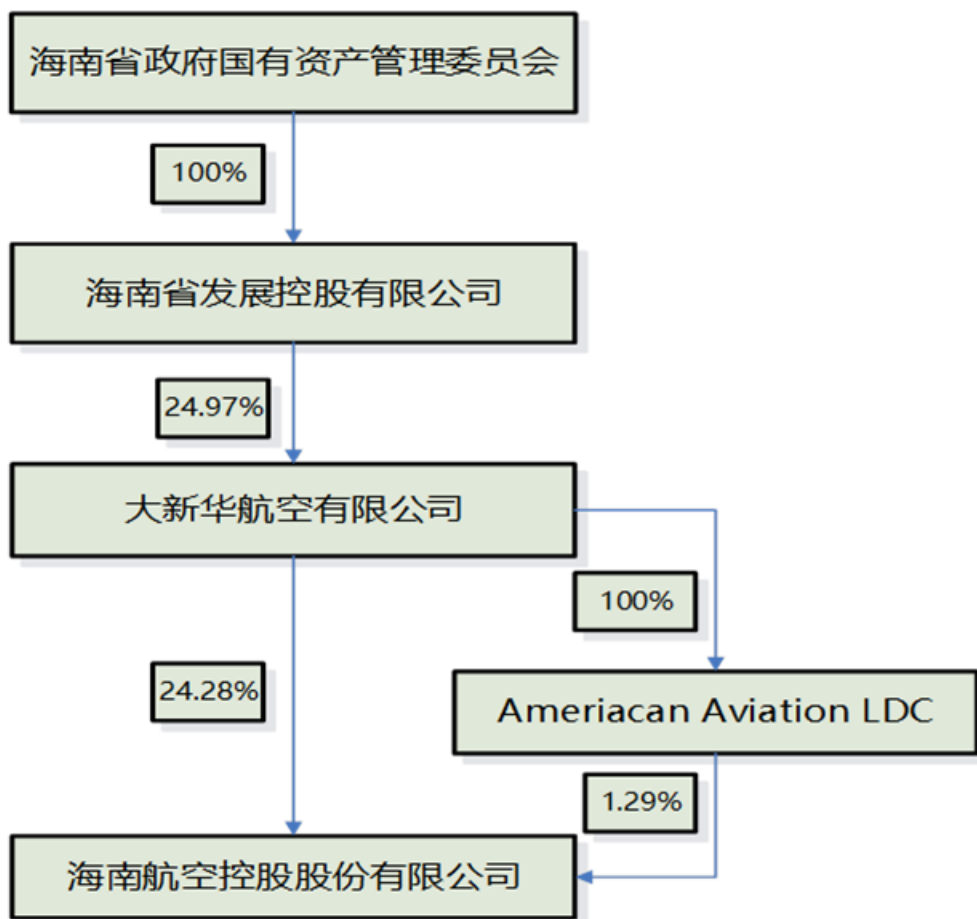 海南省政府国有资产管理委员会
100%
海南省发展控股有限公司
24.97%
大新华航空有限公司
100%
24.28%
Ameriacan Aviation LDC
1.29%
海南航空控股股份有限公司